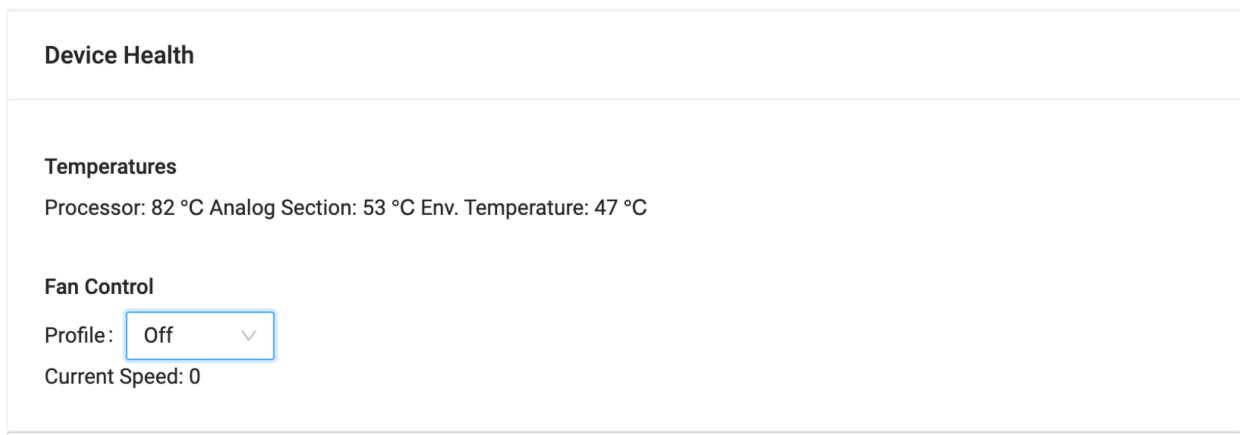 Device Health
Temperatures
Processor: 82 °C Analog Section: 53 °C Env. Temperature: 47 °C
Fan Control
Profile: Off
Current Speed: 0